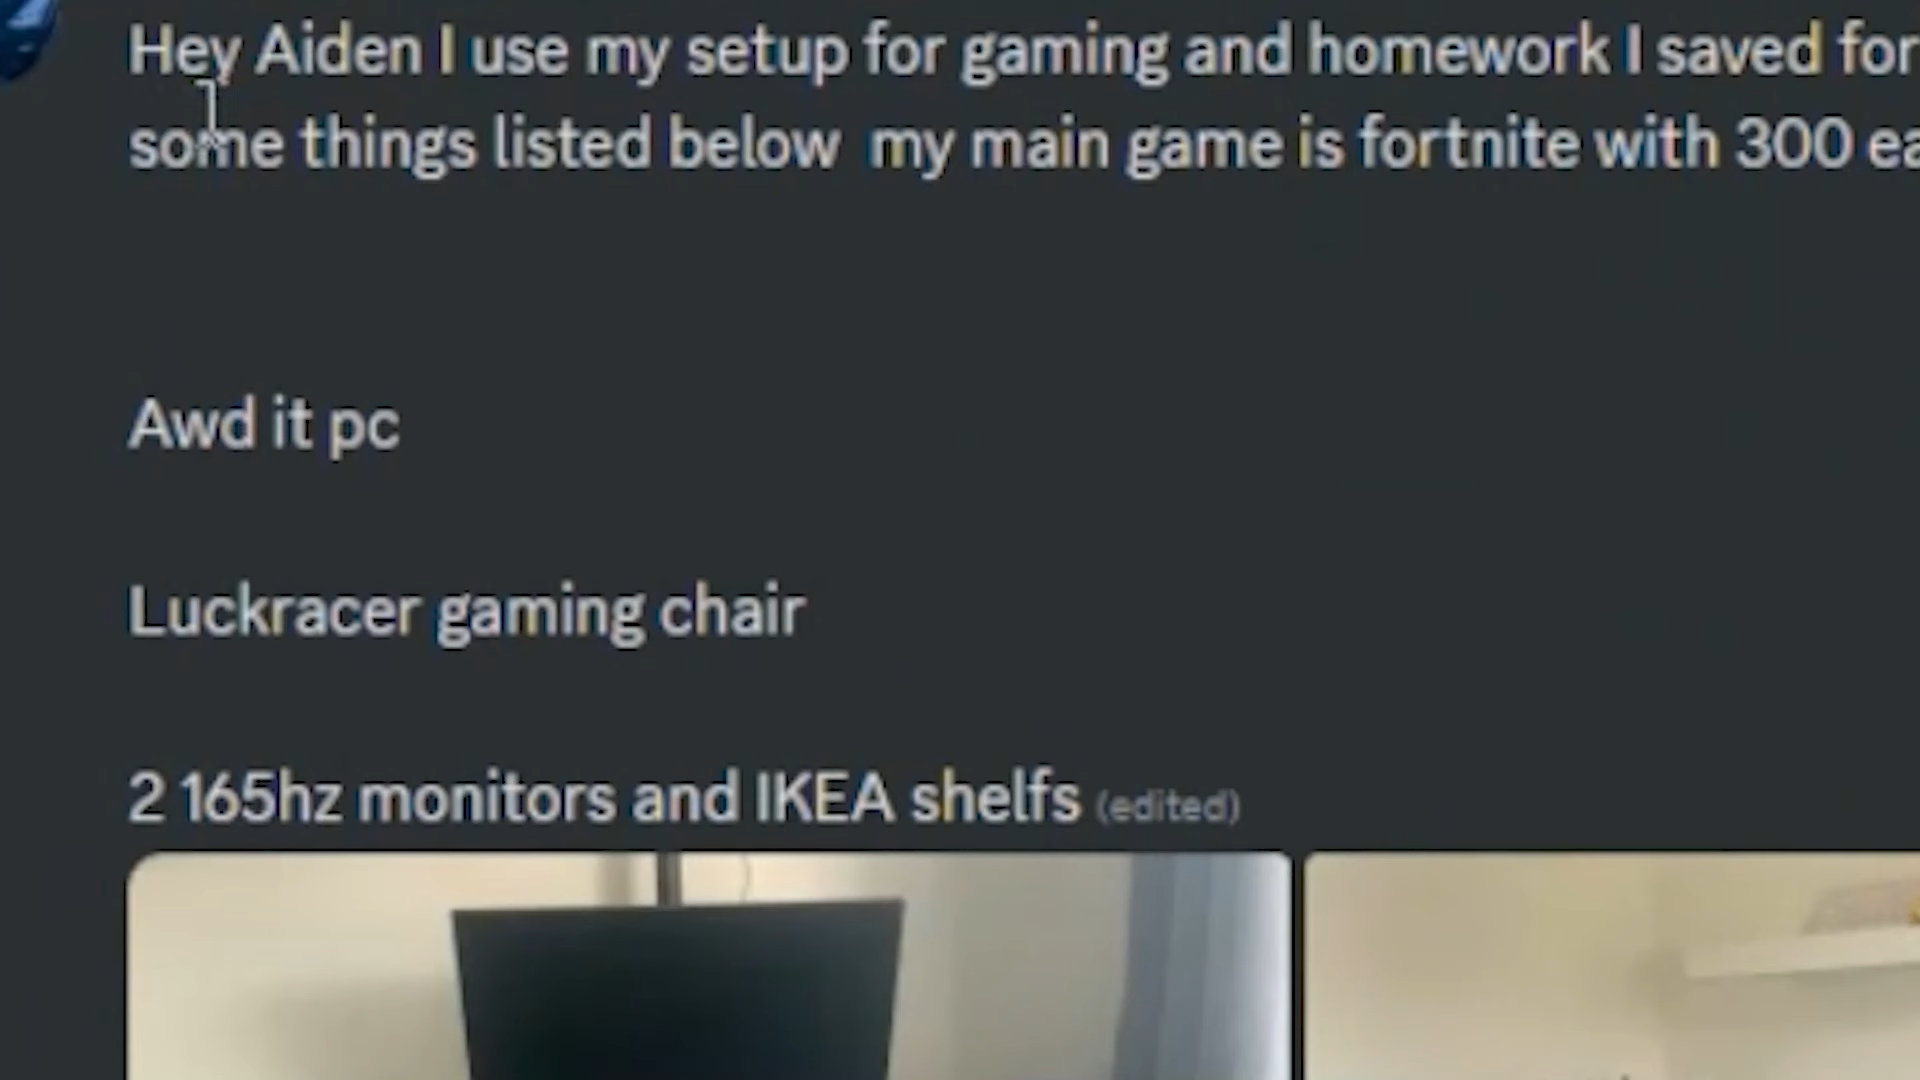 Hey Aiden I use my setup for gaming and homework I saved for
some things listed below my main game is fortnite with 300
Awd it pc
Luckracer gaming chair
2 165hz monitors and IKEA shelfs (edited)